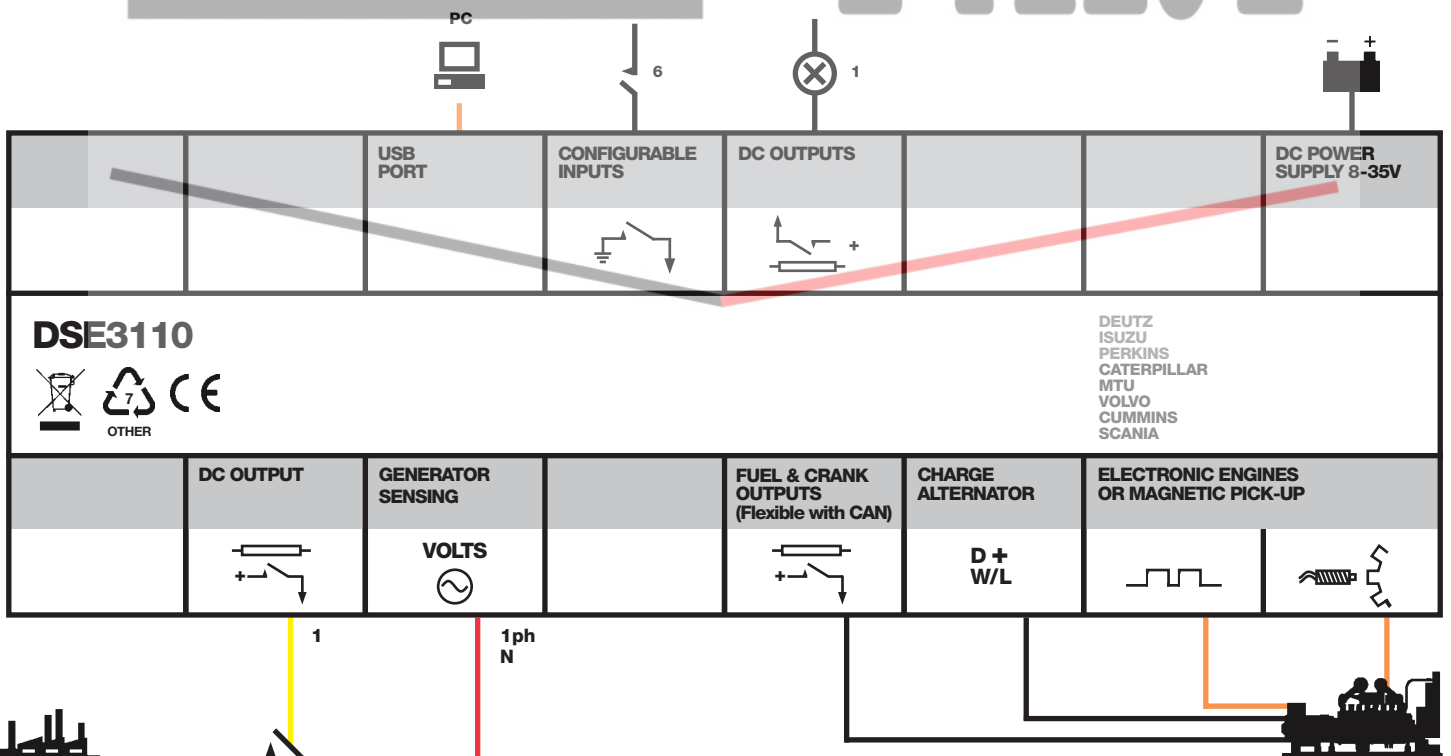 PC
6
1
- +
USB
PORT
CONFIGURABLE
INPUTS
DC OUTPUTS
DC POWER
SUPPLY 8-35V
+
DSE3110
7
CE
OTHER
DEUTZ
ISUZU
PERKINS
CATERPILLAR
MTU
VOLVO
CUMMINS
SCANIA
DC OUTPUT
GENERATOR
SENSING
FUEL & CRANK
OUTPUTS
(Flexible with CAN)
CHARGE
ALTERNATOR
ELECTRONIC ENGINES
OR MAGNETIC PICK-UP
+
VOLTS
+
D +
W/L
1
1ph
N